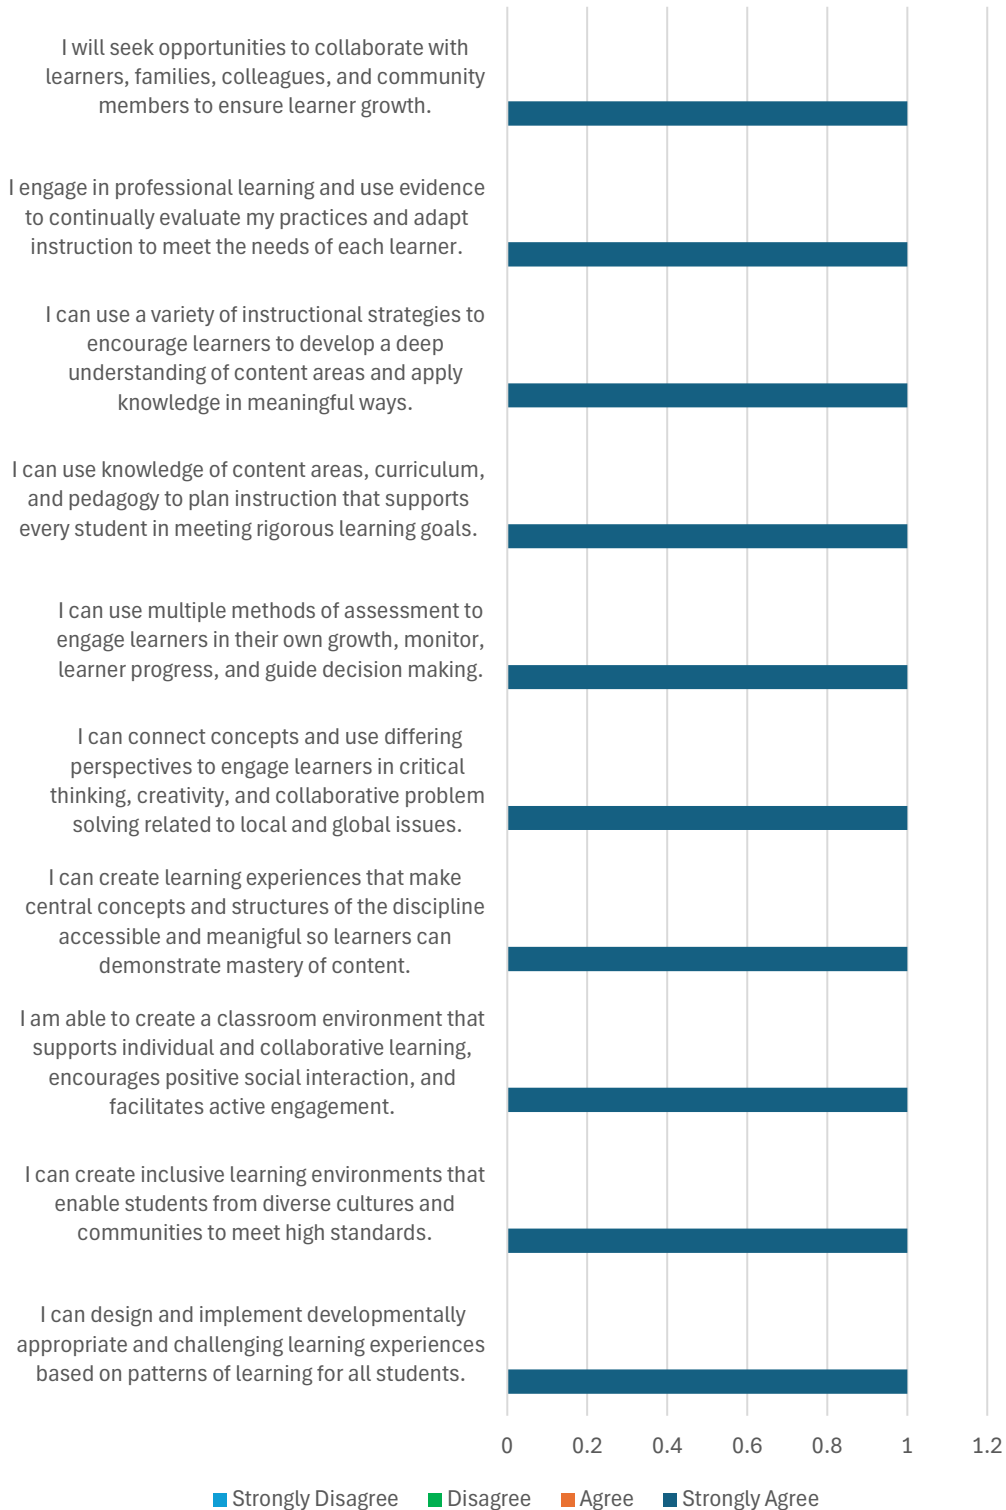 I will seek opportunities to collaborate with
learners, families, colleagues, and community
members to ensure learner growth.
I engage in professional learning and use evidence
to continually evaluate my practices and adapt
instruction to meet the needs of each learner.
I can use a variety of instructional strategies to
encourage learners to develop a deep
understanding of content areas and apply
knowledge in meaningful ways.
I can use knowledge of content areas, curriculum,
and pedagogy to plan instruction that supports
every student in meeting rigorous learning goals.
I can use multiple methods of assessment to
engage learners in their own growth, monitor,
learner progress, and guide decision making.
I can connect concepts and use differing
perspectives to engage learners in critical
thinking, creativity, and collaborative problem
solving related to local and global issues.
I can create learning experiences that make
central concepts and structures of the discipline
accessible and meanigful so learners can
demonstrate mastery of content.
I am able to create a classroom environment that
supports individual and collaborative learning,
encourages positive social interaction, and
facilitates active engagement.
I can create inclusive learning environments that
enable students from diverse cultures and
communities to meet high standards.
I can design and implement developmentally
appropriate and challenging learning experiences
based on patterns of learning for all students.
0 0.2 0.4 0.6 0.8 1 1.2
Strongly Disagree Disagree Agree Strongly Agree